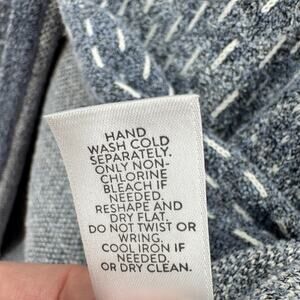 HAND
WASH COLD
SEPARATELY.
ONLY NON-
CHLORINE
BLEACH IF
NEEDED.
RESHAPE AND
DRY FLAT.
DO NOT TWIST OR
WRING.
COOL IRON IF
NEEDED.
OR DRY CLEAN.